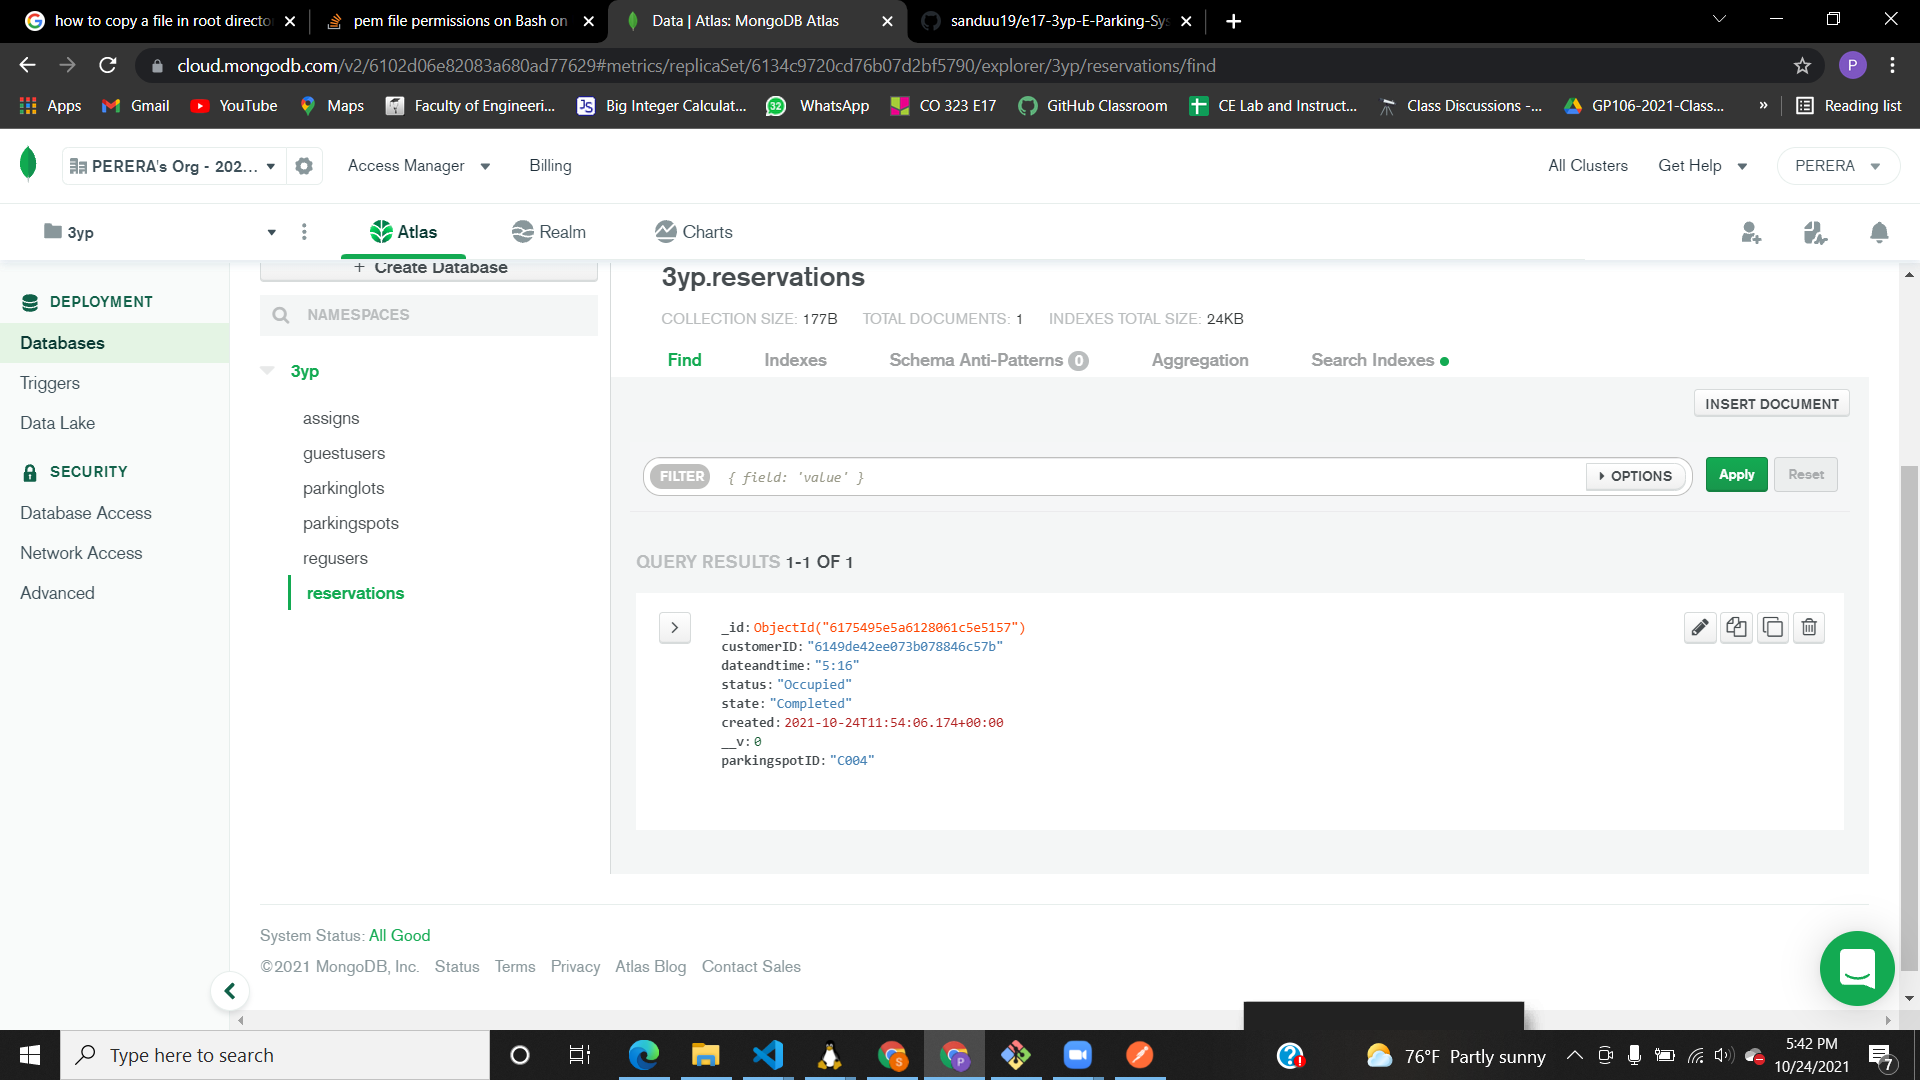 how to copy a file in root directo
pem file permissions on Bash on
Data | Atlas: MongoDB Atlas
sanduu19/e17-3yp-E-Parking-Sys
cloud.mongodb.com/v2/6102d06e82083a680ad77629#metrics/replicaSet/6134c9720cd76b07d2bf5790/explorer/3yp/reservations/find
P
Apps
Gmail
YouTube
Maps
Faculty of Engineeri...
JS
Big Integer Calculat...
32
WhatsApp
CO 323 E17
GitHub Classroom
CE Lab and Instruct...
Class Discussions -...
GP106-2021-Class...
»
Reading list
PERERA's Org - 202...
Access Manager
Billing
All Clusters
Get Help
PERERA
3yp
Atlas
Realm
Charts
+ Create Database
3yp.reservations
DEPLOYMENT
NAMESPACES
COLLECTION SIZE: 177B TOTAL DOCUMENTS: 1 INDEXES TOTAL SIZE: 24KB
Databases
Find
Indexes
Schema Anti-Patterns 0
Aggregation
Search Indexes
3yp
Triggers
INSERT DOCUMENT
assigns
Data Lake
guestusers
SECURITY
FILTER { field: 'value' }
OPTIONS
Apply
Reset
parkinglots
Database Access
parkingspots
Network Access
regusers
QUERY RESULTS 1-1 OF 1
Advanced
reservations
_id: ObjectId("6175495e5a6128061c5e5157")
customerID: "6149de42ee073b078846c57b"
dateandtime: "5:16"
status: "Occupied"
state: "Completed"
created: 2021-10-24T11:54:06.174+00:00
__v: 0
parkingspotID: "C004"
System Status: All Good
©2021 MongoDB, Inc. Status Terms Privacy Atlas Blog Contact Sales
Type here to search
S
P
76°F Partly sunny
5:42 PM
10/24/2021
7